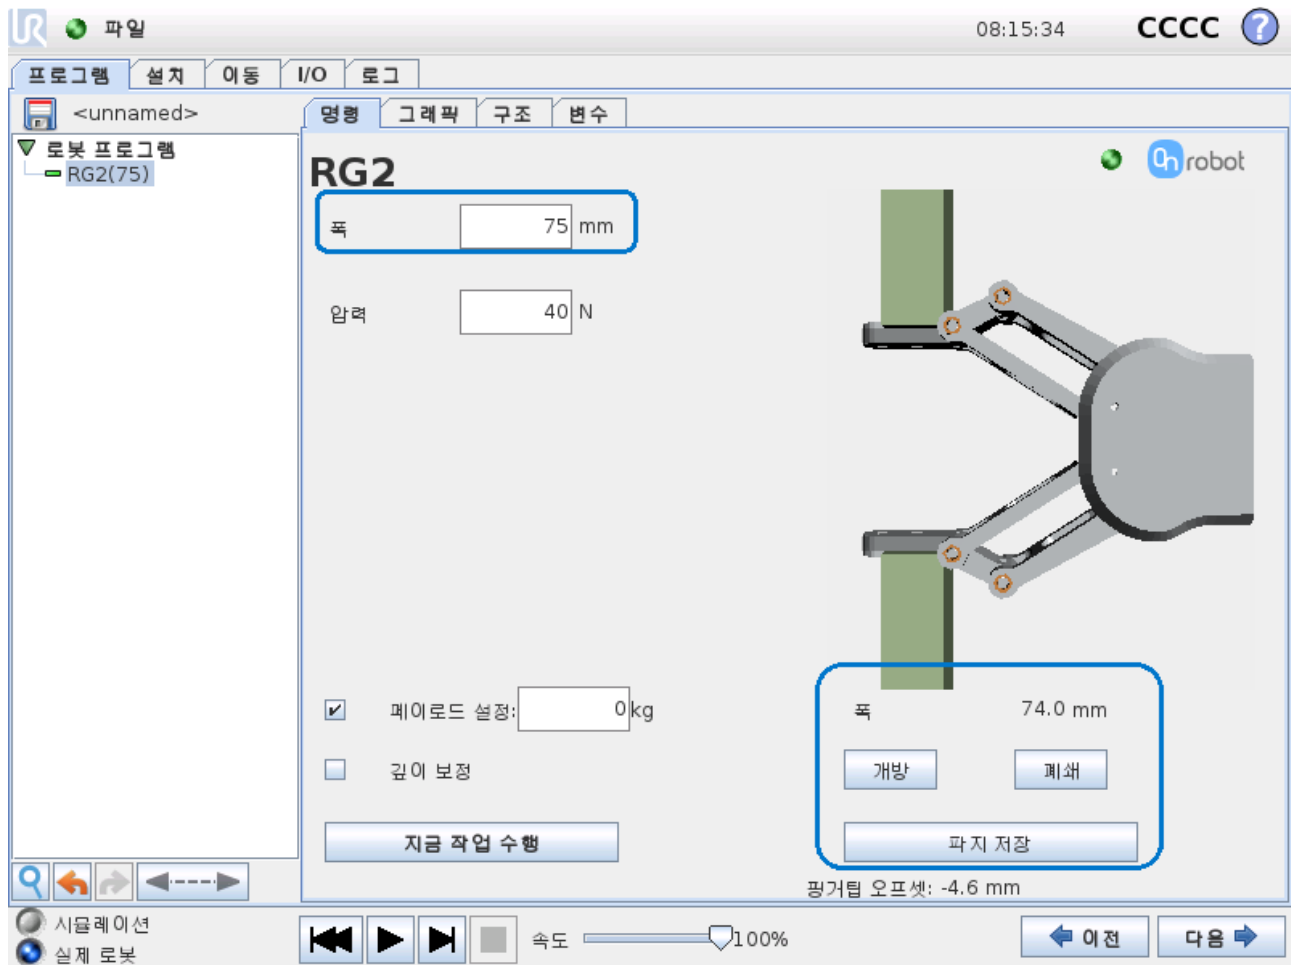 UR 파일 08:15:34 CCCC ?
프로그램 설치 이동 I/O 로그
<unnamed> 명령 그래픽 구조 변수
로봇 프로그램
RG2(75)
RG2
On robot
폭 75 mm
압력 40 N
페이로드 설정: 0 kg
폭 74.0 mm
깊이 보정
개방 폐쇄
지금 작업 수행
파지 저장
핑거팁 오프셋: -4.6 mm
시뮬레이션
실제 로봇
속도 100%
이전 다음